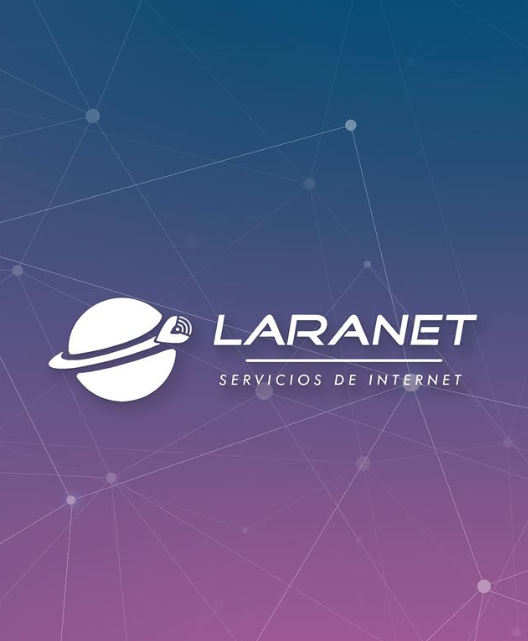 LARANET
SERVICIOS DE INTERNET